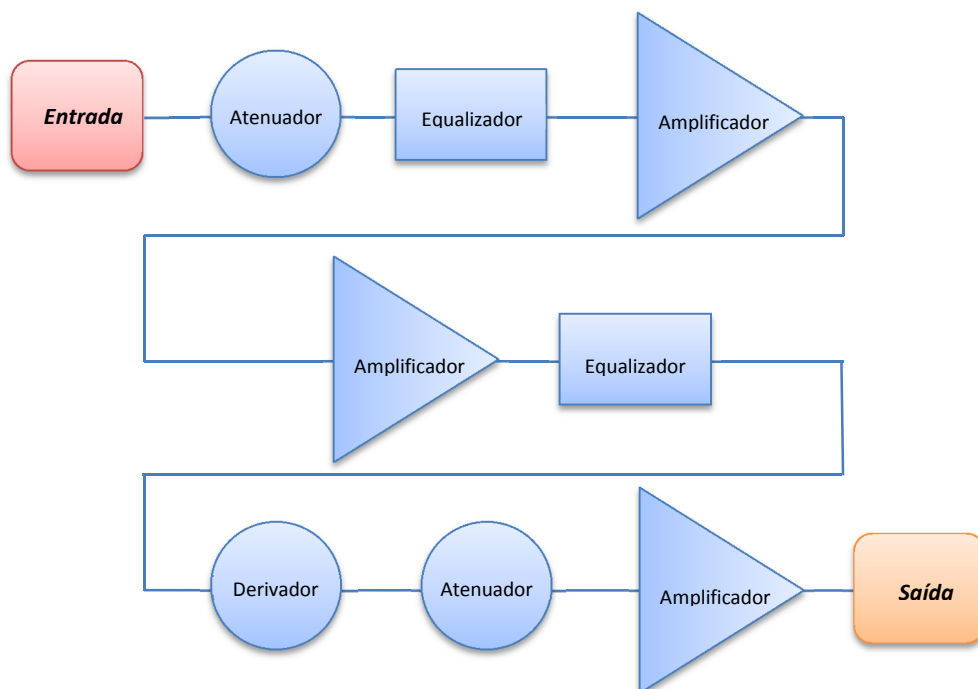 Entrada
Atenuador
Equalizador
Amplificador
Amplificador
Equalizador
Derivador
Atenuador
Amplificador
Saída